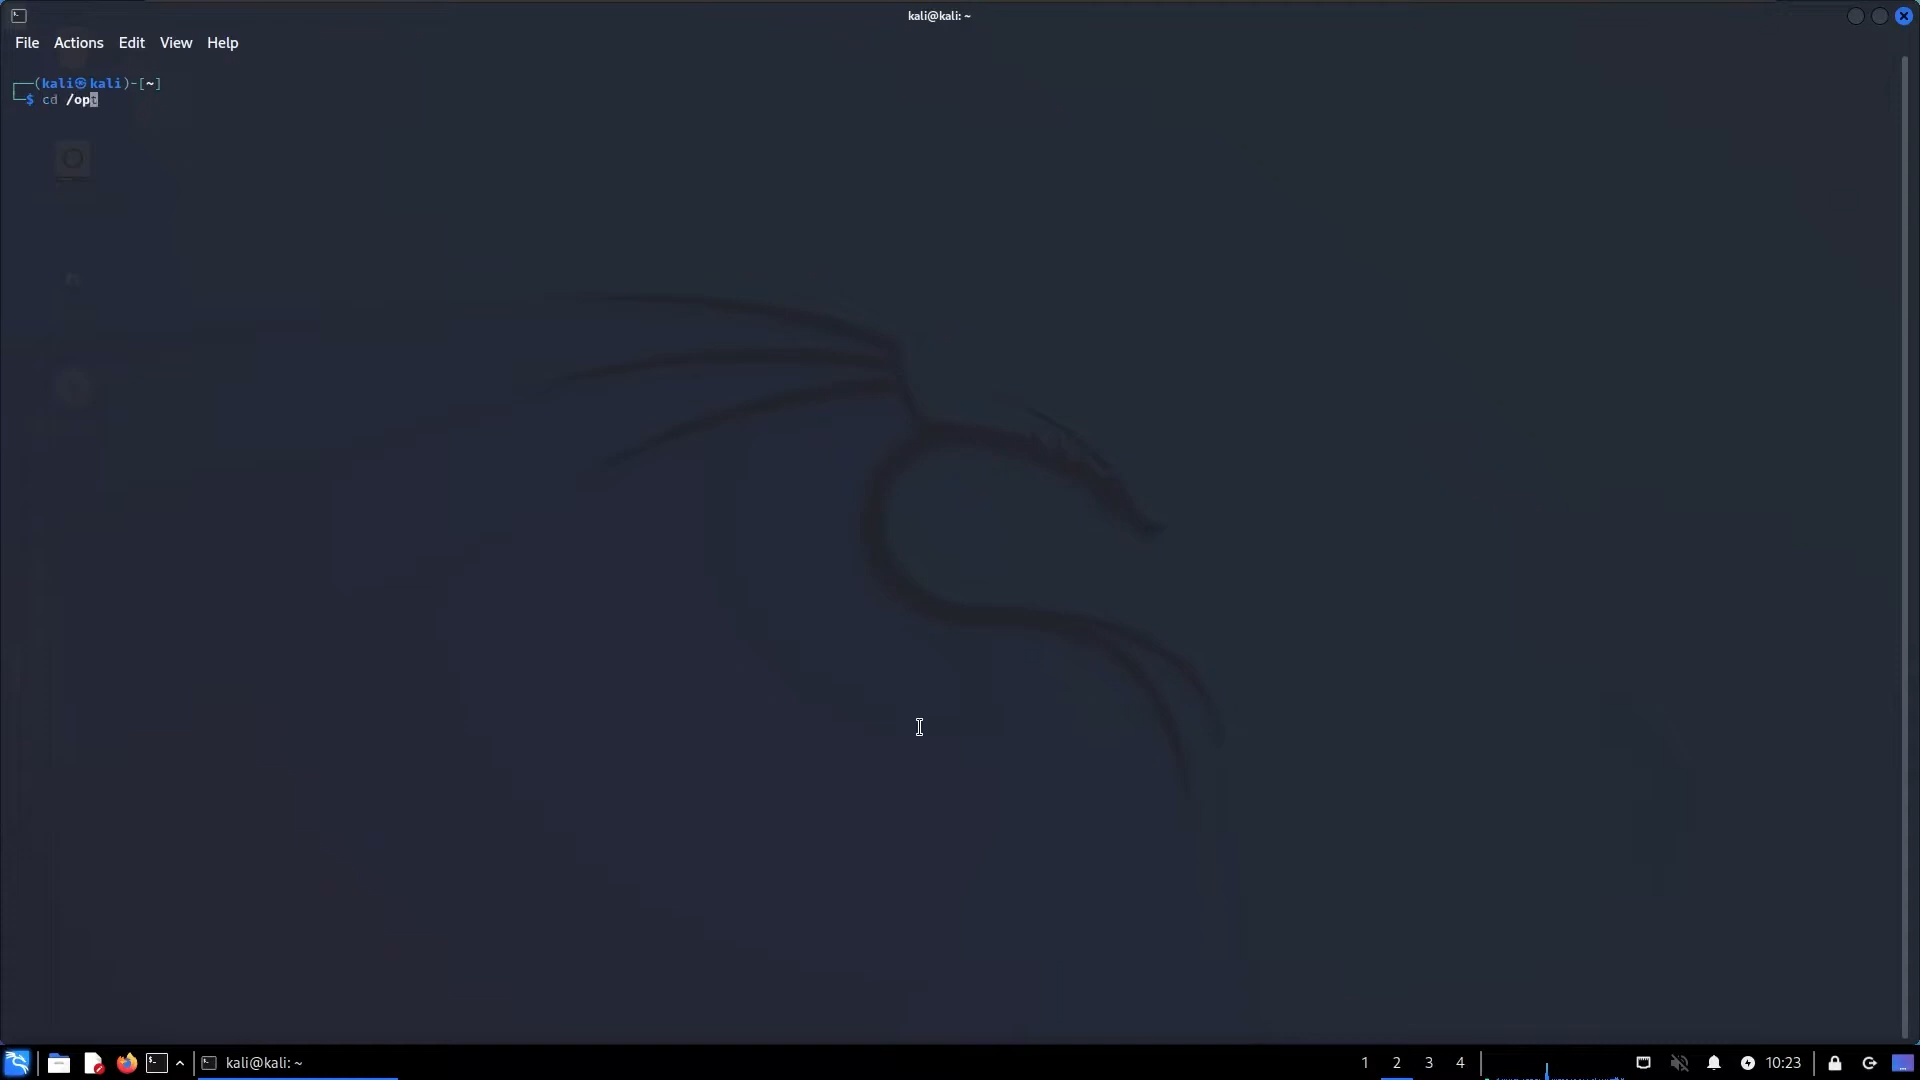 kali@kali: ~
File Actions Edit View Help
┌──(kali㉿kali)-[~]
└─$ cd /opt
kali@kali: ~
1 2 3 4
10:23